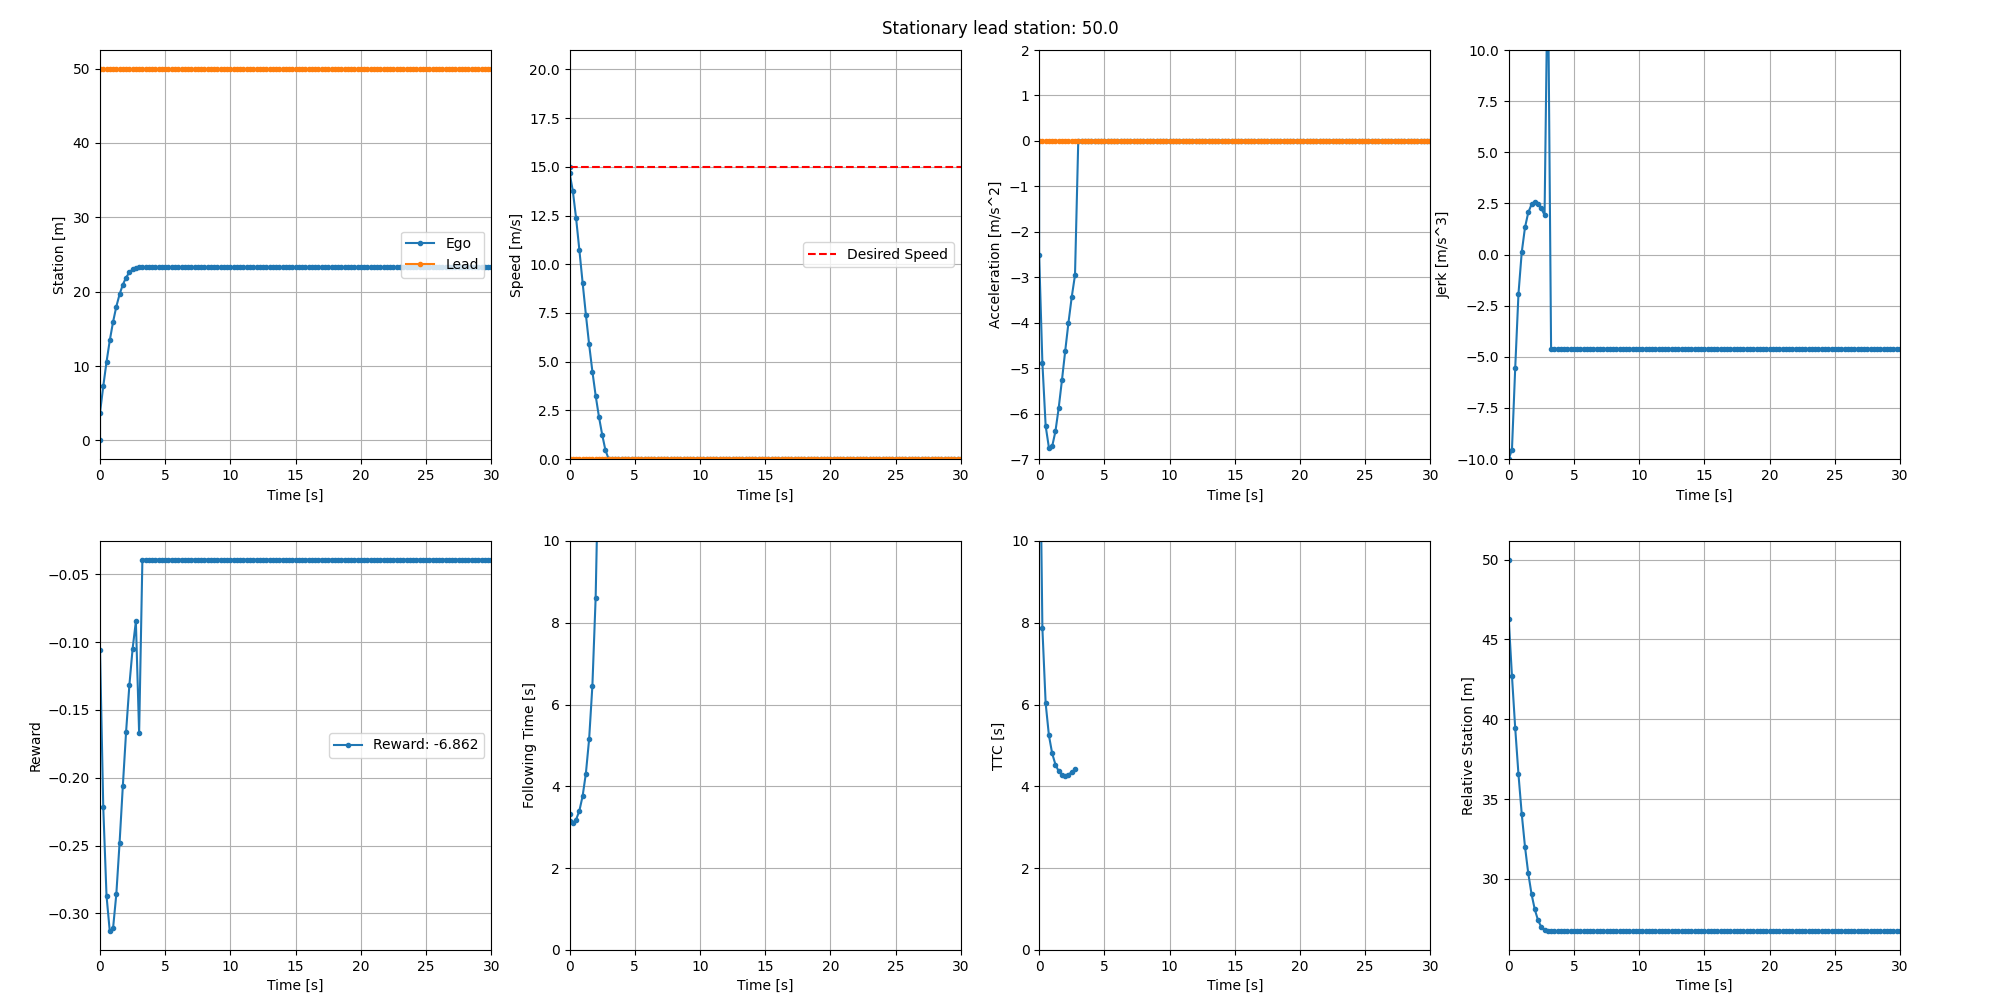 Stationary lead station: 50.0
Station [m]
50
40
30
20
10
0
Ego
Lead
0 5 10 15 20 25 30
Time [s]
Speed [m/s]
20.0
17.5
15.0
12.5
10.0
7.5
5.0
2.5
0.0
Desired Speed
0 5 10 15 20 25 30
Time [s]
Acceleration [m/s^2]
2
1
0
−1
−2
−3
−4
−5
−6
−7
0 5 10 15 20 25 30
Time [s]
Jerk [m/s^3]
10.0
7.5
5.0
2.5
0.0
−2.5
−5.0
−7.5
−10.0
0 5 10 15 20 25 30
Time [s]
Reward
−0.05
−0.10
−0.15
−0.20
−0.25
−0.30
Reward: -6.862
0 5 10 15 20 25 30
Time [s]
Following Time [s]
10
8
6
4
2
0
0 5 10 15 20 25 30
Time [s]
TTC [s]
10
8
6
4
2
0
0 5 10 15 20 25 30
Time [s]
Relative Station [m]
50
45
40
35
30
0 5 10 15 20 25 30
Time [s]